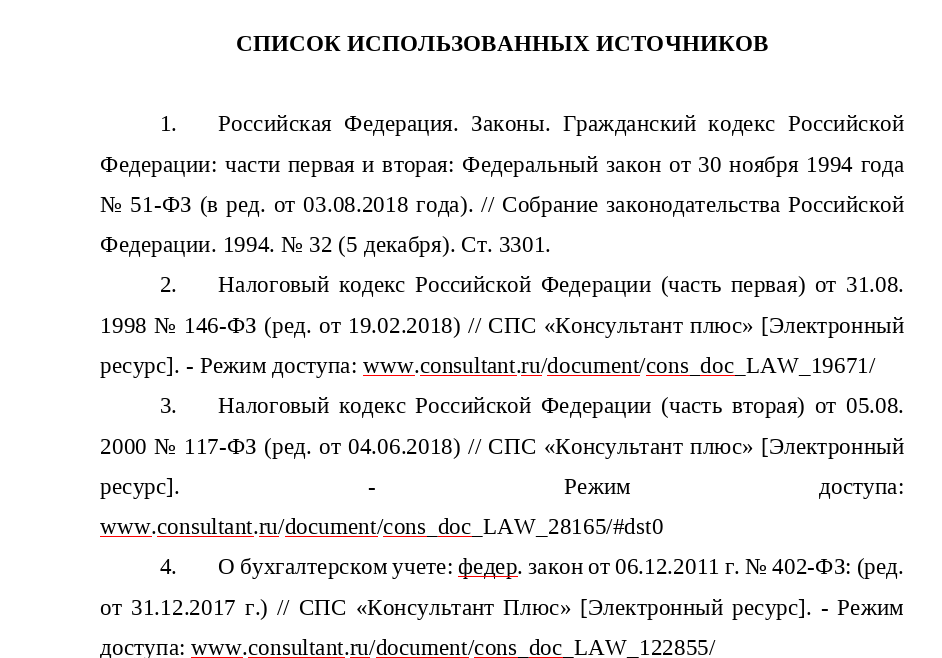 СПИСОК ИСПОЛЬЗОВАННЫХ ИСТОЧНИКОВ
1. Российская Федерация. Законы. Гражданский кодекс Российской
Федерации: части первая и вторая: Федеральный закон от 30 ноября 1994 года
№ 51-ФЗ (в ред. от 03.08.2018 года). // Собрание законодательства Российской
Федерации. 1994. № 32 (5 декабря). Ст. 3301.
2. Налоговый кодекс Российской Федерации (часть первая) от 31.08.
1998 № 146-ФЗ (ред. от 19.02.2018) // СПС «Консультант плюс» [Электронный
ресурс]. - Режим доступа: www.consultant.ru/document/cons_doc_LAW_19671/
3. Налоговый кодекс Российской Федерации (часть вторая) от 05.08.
2000 № 117-ФЗ (ред. от 04.06.2018) // СПС «Консультант плюс» [Электронный
ресурс]. - Режим доступа:
www.consultant.ru/document/cons_doc_LAW_28165/#dst0
4. О бухгалтерском учете: федер. закон от 06.12.2011 г. № 402-ФЗ: (ред.
от 31.12.2017 г.) // СПС «Консультант Плюс» [Электронный ресурс]. - Режим
доступа: www.consultant.ru/document/cons_doc_LAW_122855/